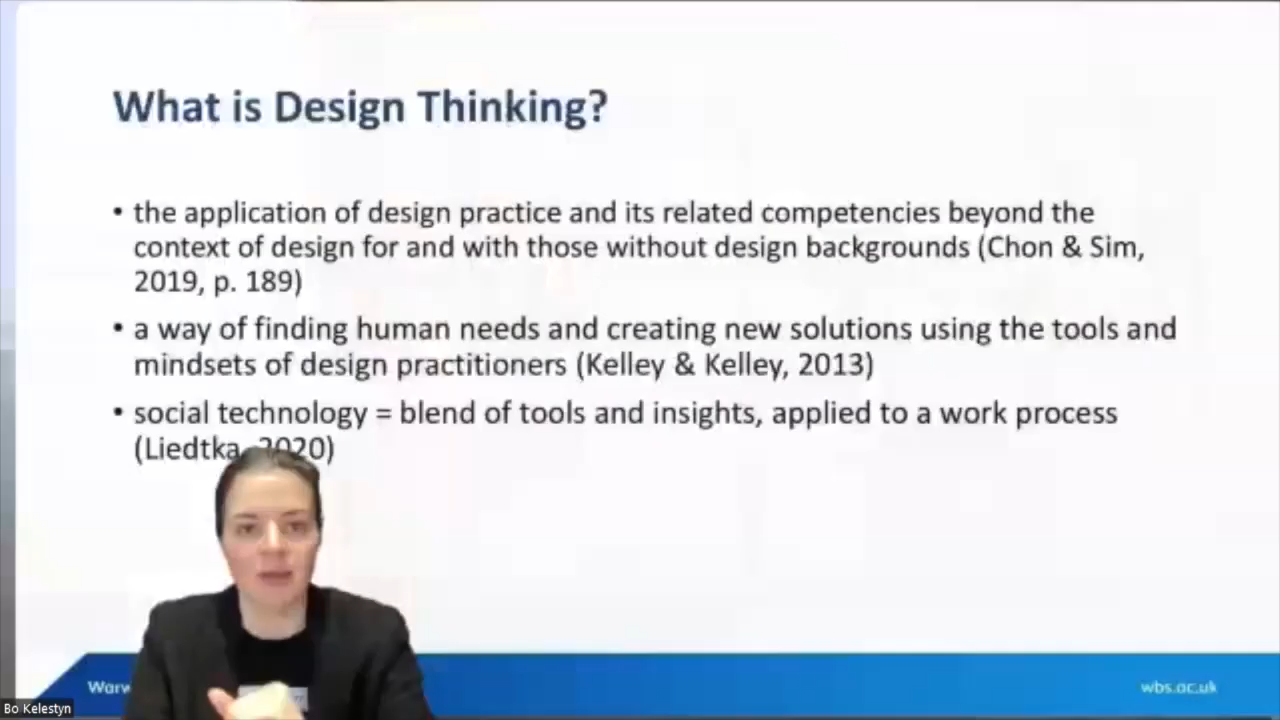 What is Design Thinking?
• the application of design practice and its related competencies beyond the
context of design for and with those without design backgrounds (Chon & Sim,
2019, p. 189)
• a way of finding human needs and creating new solutions using the tools and
mindsets of design practitioners (Kelley & Kelley, 2013)
• social technology = blend of tools and insights, applied to a work process
(Liedtka, 2020)
wbs.ac.uk
Bo Kelestyn